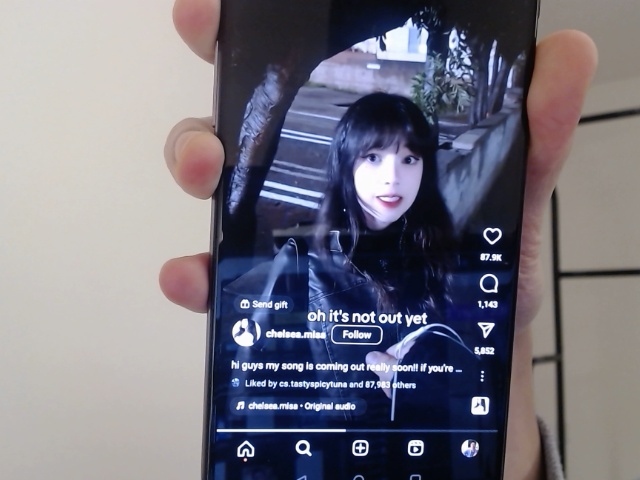 87.9K
1,143
Send gift
oh it's not out yet
chelsea.miaa Follow
5,852
hi guys my song is coming out really soon!! if you're ...
Liked by cs.tastyspicytuna and 87,983 others
chelsea.miaa • Original audio